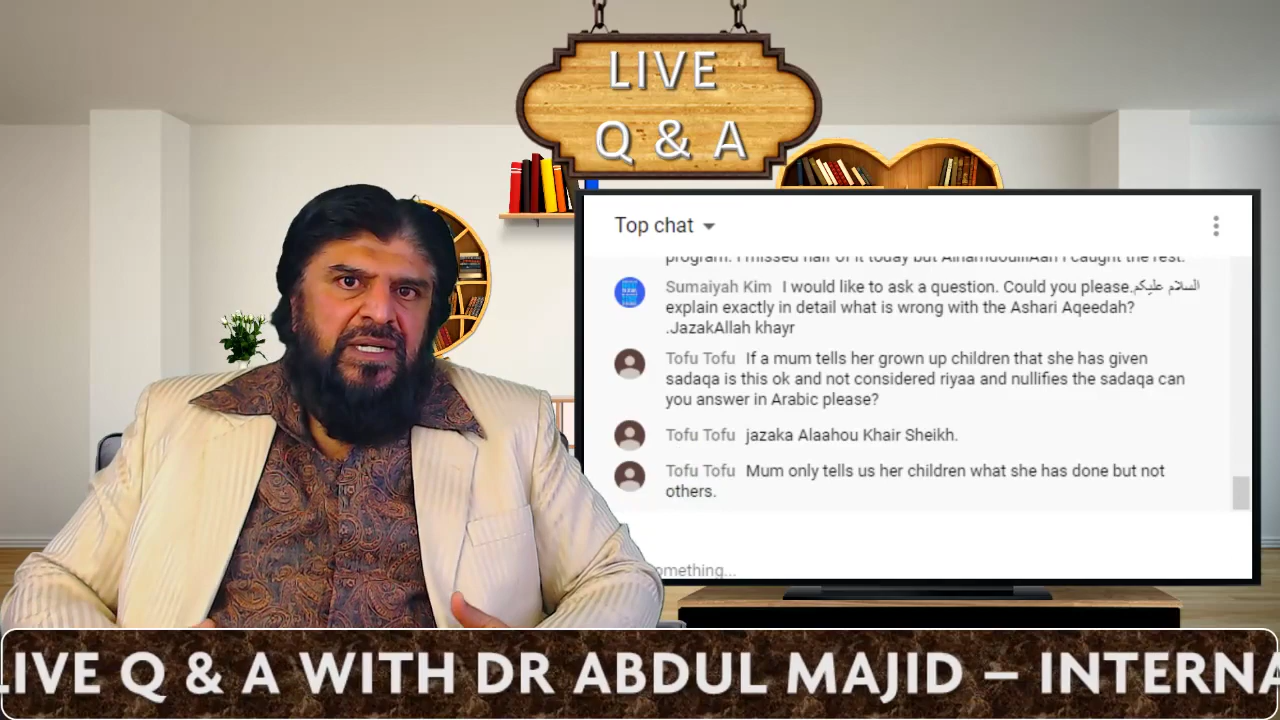 LIVE
Q & A
Top chat
program. I missed half of it today but Alhamdoulillaah I caught the rest.
Sumaiyah Kim I would like to ask a question. Could you please.السلام عليكم
explain exactly in detail what is wrong with the Ashari Aqeedah?
.JazakAllah khayr
Tofu Tofu If a mum tells her grown up children that she has given
sadaqa is this ok and not considered riyaa and nullifies the sadaqa can
you answer in Arabic please?
Tofu Tofu jazaka Alaahou Khair Sheikh.
Tofu Tofu Mum only tells us her children what she has done but not
others.
omething...
LIVE Q & A WITH DR ABDUL MAJID – INTERNA